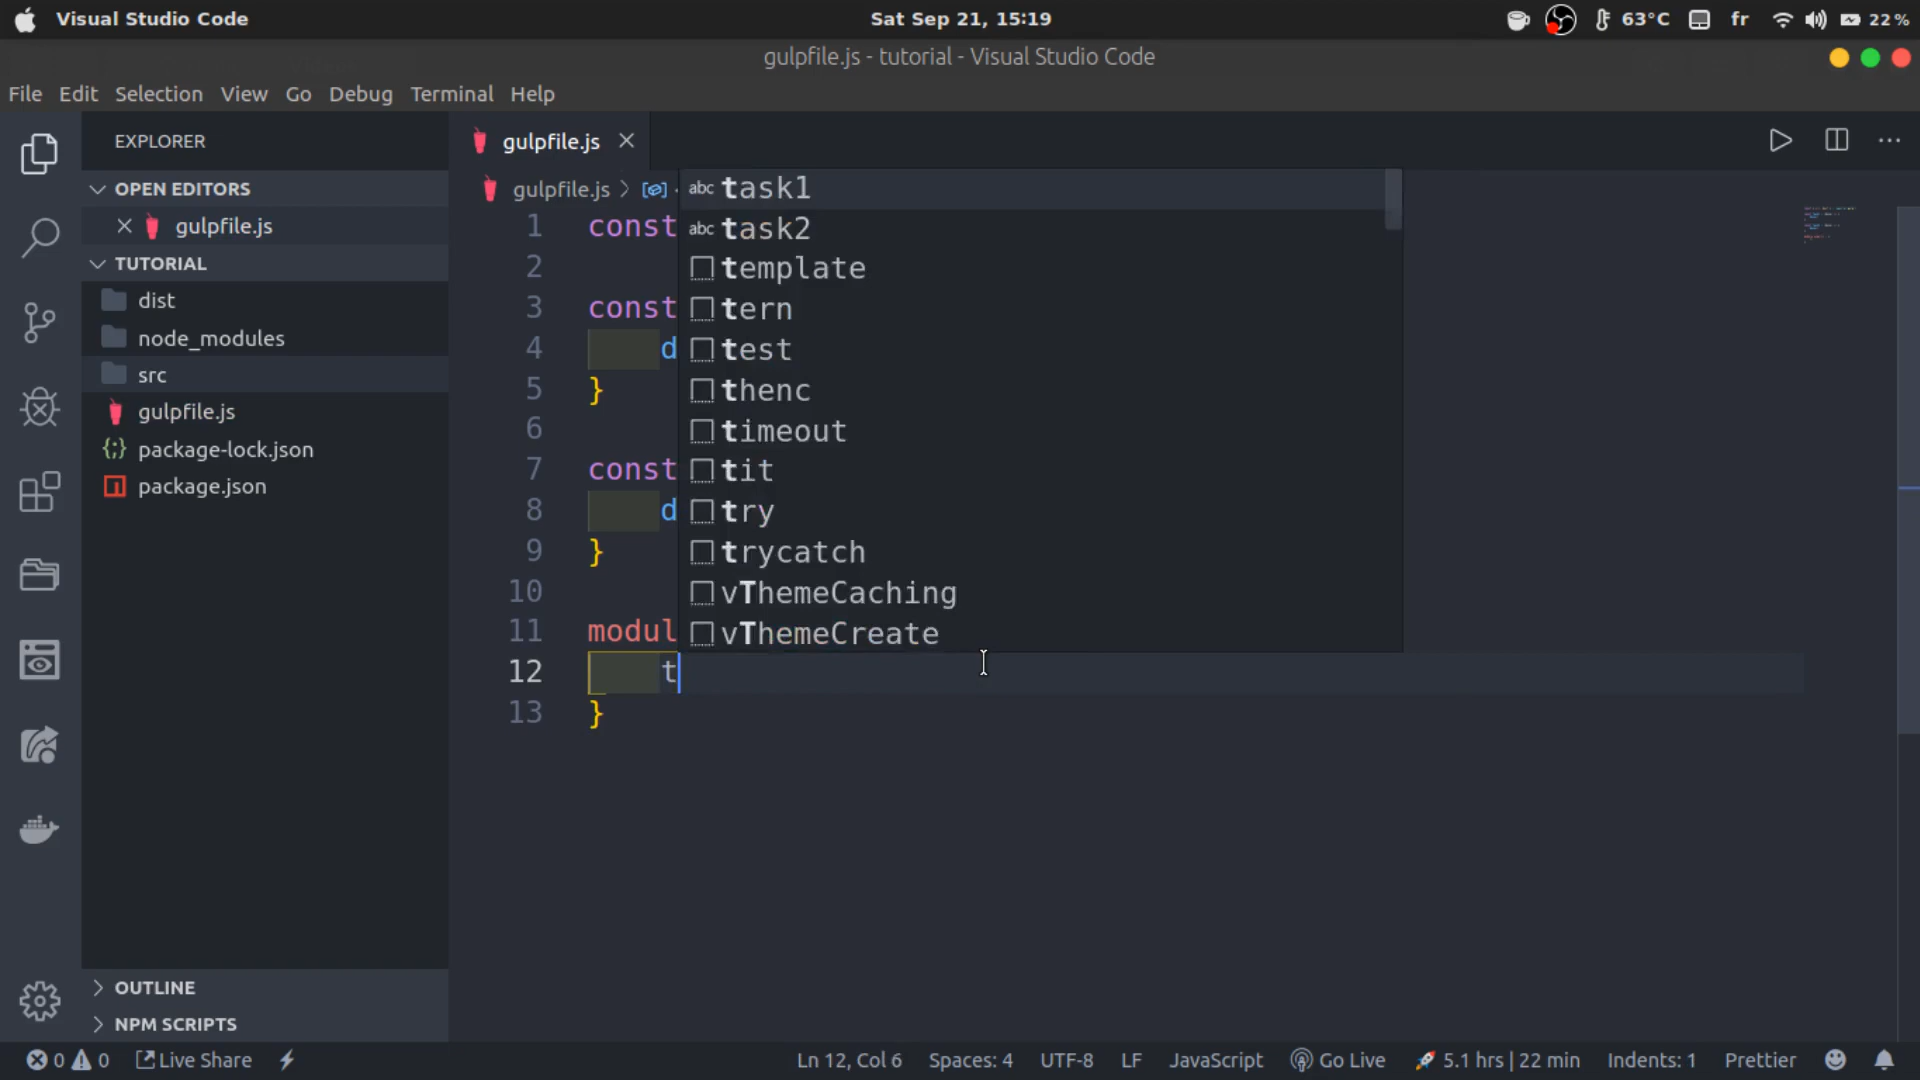 Visual Studio Code
Sat Sep 21, 15:19
63°C
fr
22%
gulpfile.js - tutorial - Visual Studio Code
File Edit Selection View Go Debug Terminal Help
EXPLORER
OPEN EDITORS
gulpfile.js
TUTORIAL
dist
node_modules
src
gulpfile.js
package-lock.json
package.json
OUTLINE
NPM SCRIPTS
gulpfile.js
gulpfile.js
1 const
2
3 const
4 d
5 }
6
7 const
8 d
9 }
10
11 modul
12 t
13 }
abc task1
abc task2
template
tern
test
thenc
timeout
tit
try
trycatch
vThemeCaching
vThemeCreate
0 0 Live Share
Ln 12, Col 6 Spaces: 4 UTF-8 LF JavaScript Go Live 5.1 hrs | 22 min Indents: 1 Prettier